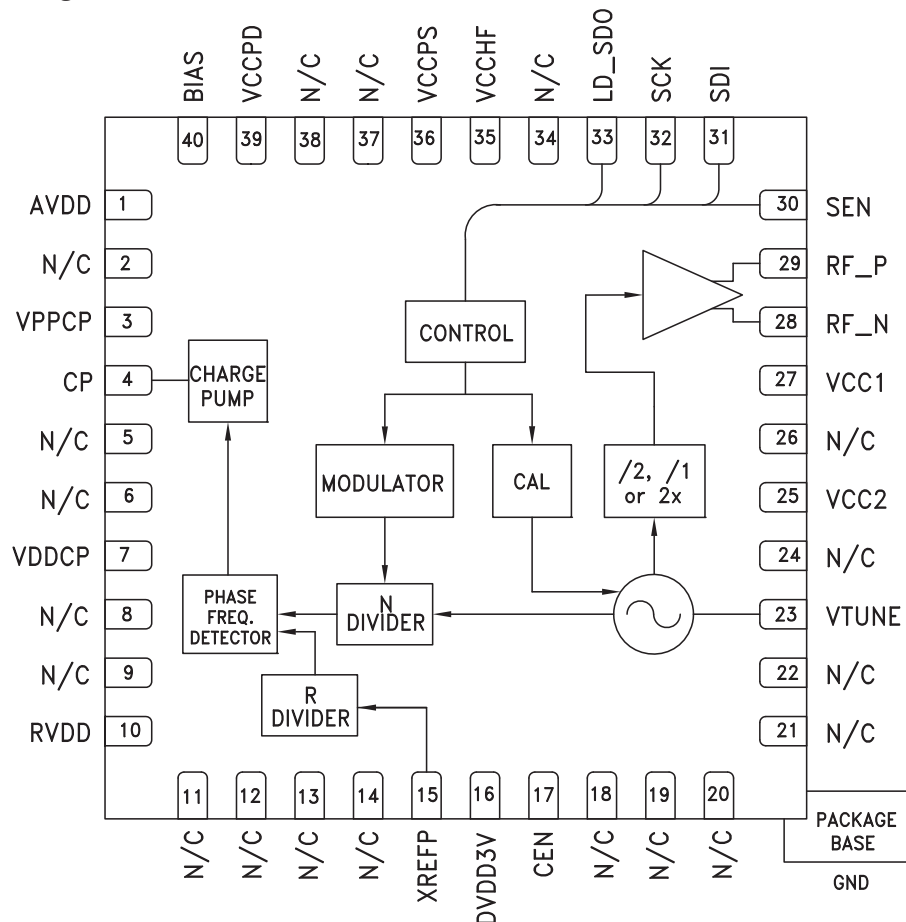 BIAS
VCCPD
N/C
N/C
VCCPS
VCCHF
N/C
LD_SDO
SCK
SDI
40
39
38
37
36
35
34
33
32
31
AVDD 1
N/C 2
VPPCP 3
CP 4
N/C 5
N/C 6
VDDCP 7
N/C 8
N/C 9
RVDD 10
30 SEN
29 RF_P
28 RF_N
27 VCC1
26 N/C
25 VCC2
24 N/C
23 VTUNE
22 N/C
21 N/C
CONTROL
CHARGE
PUMP
MODULATOR
CAL
/2, /1
or 2x
PHASE
FREQ.
DETECTOR
N
DIVIDER
R
DIVIDER
11
12
13
14
15
16
17
18
19
20
N/C
N/C
N/C
N/C
XREFP
DVDD3V
CEN
N/C
N/C
N/C
PACKAGE
BASE
GND